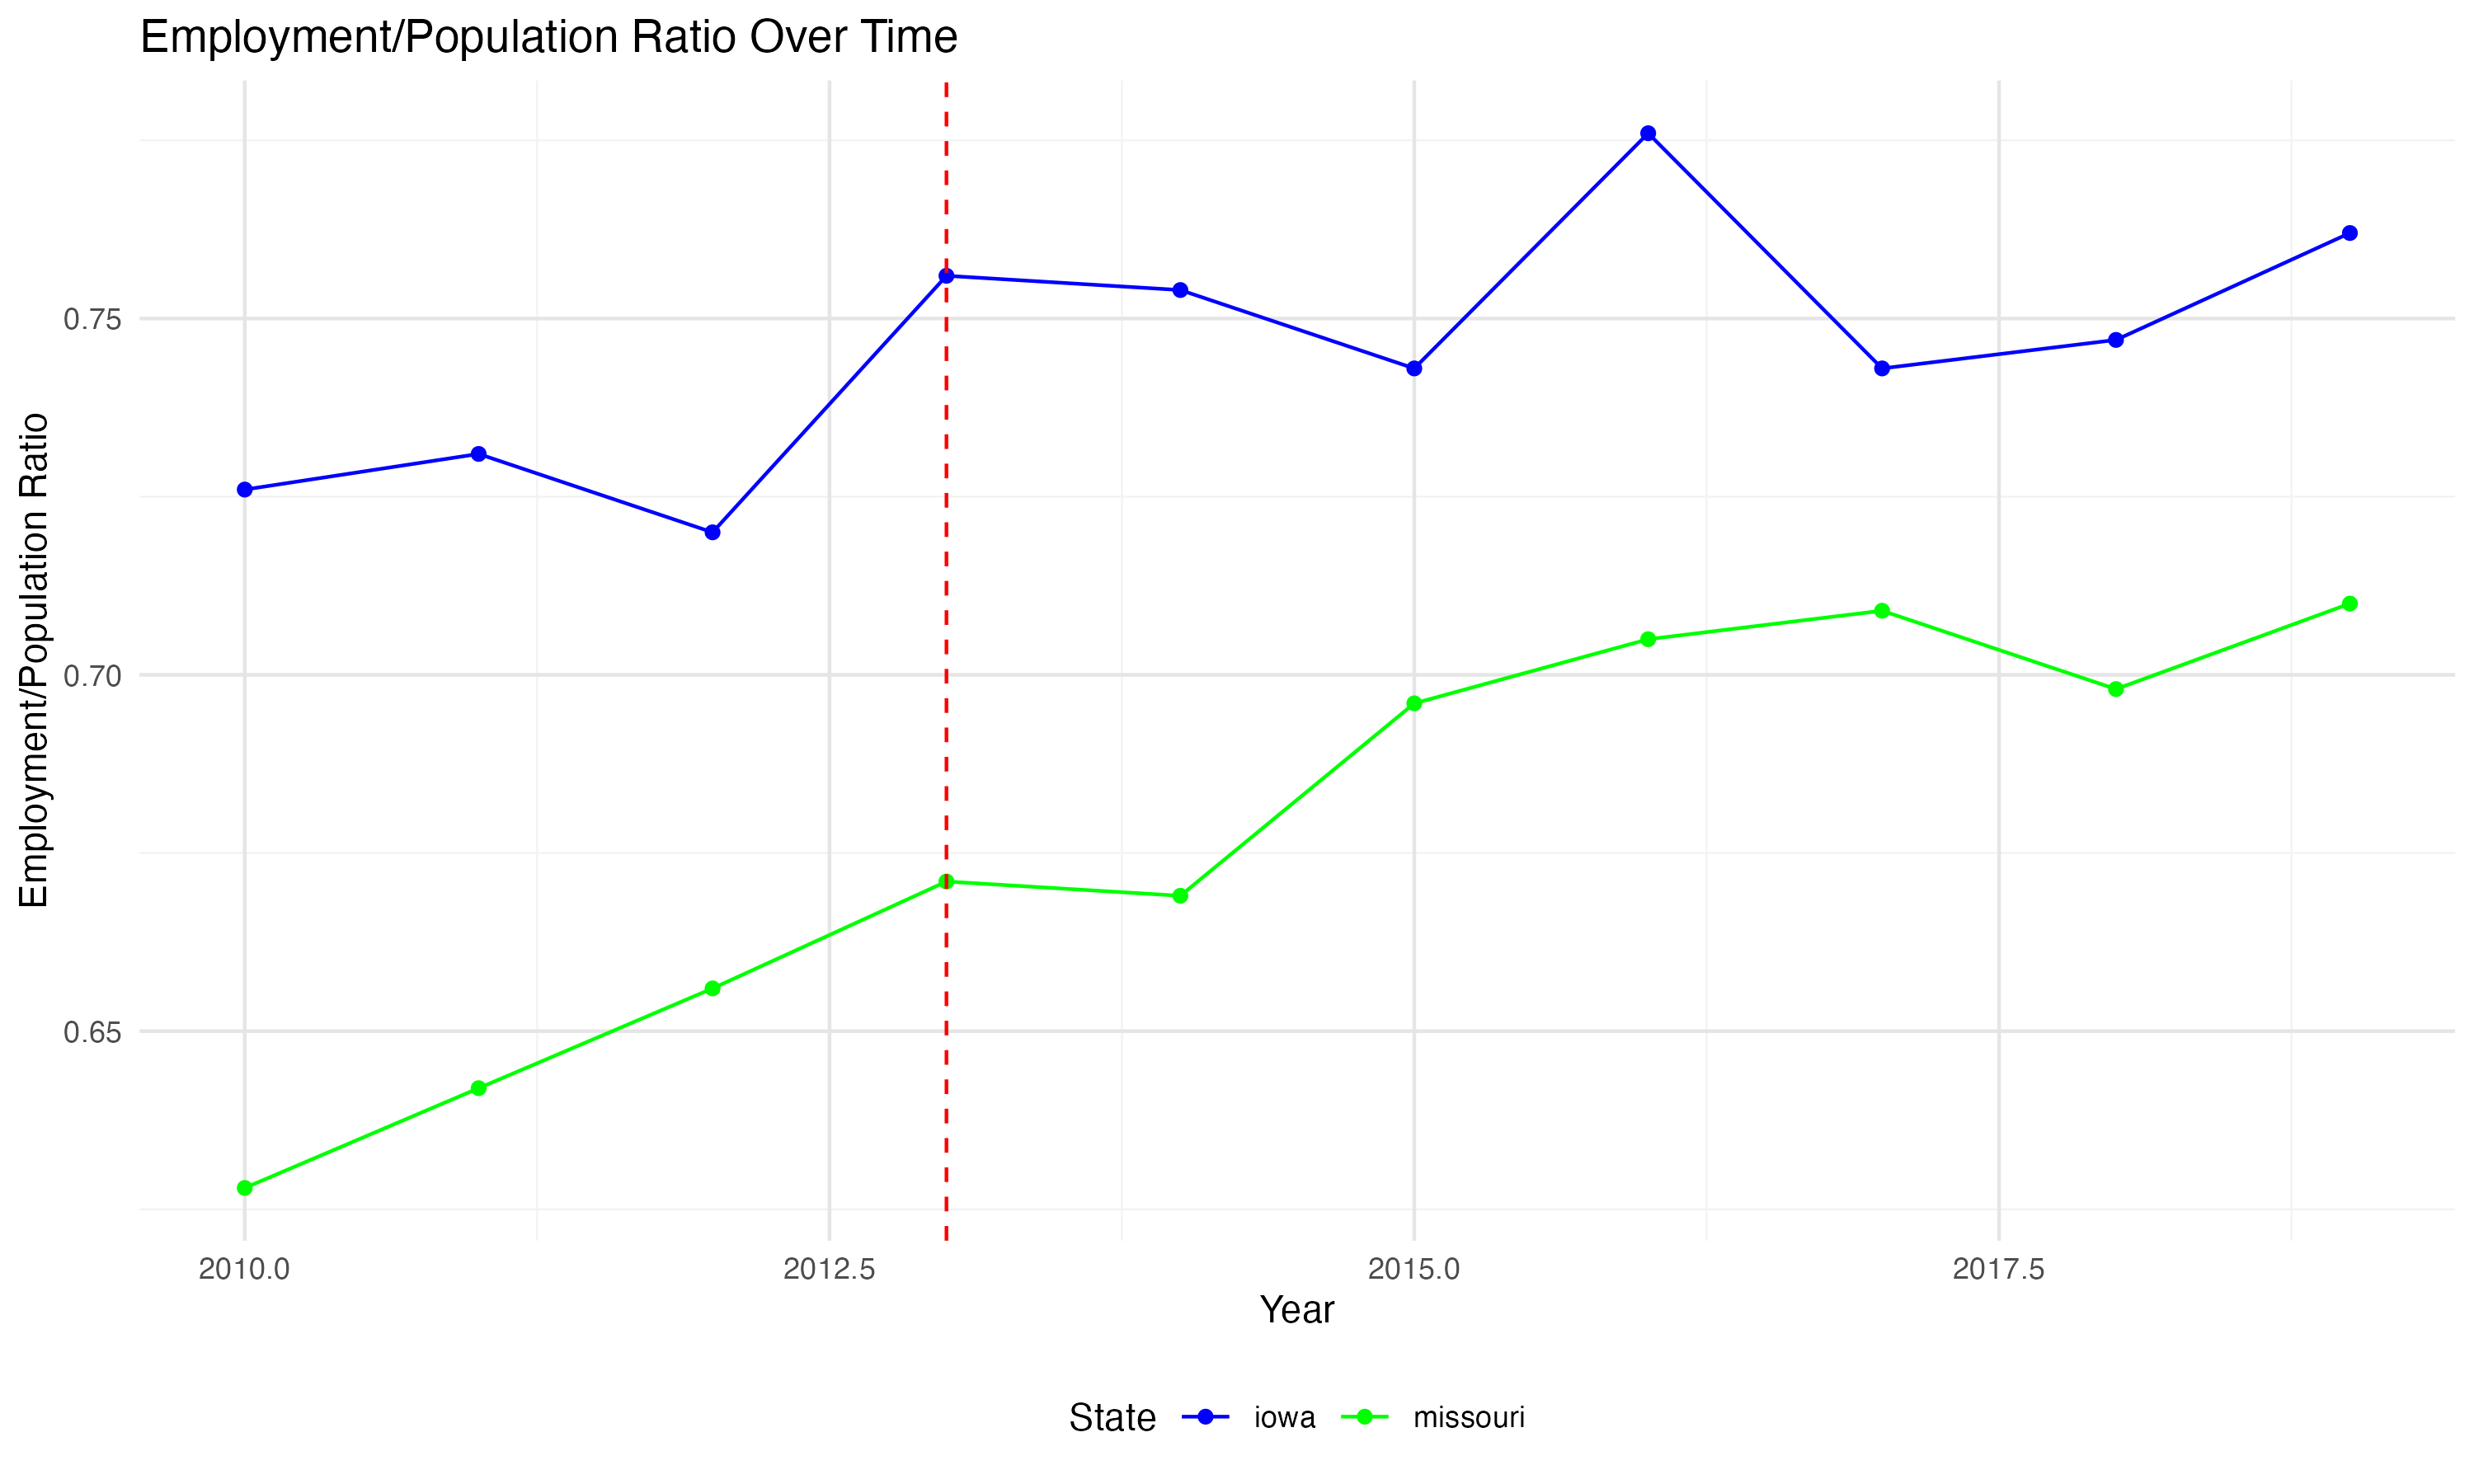 Employment/Population Ratio Over Time
Employment/Population Ratio
0.75
0.70
0.65
2010.0 2012.5 2015.0 2017.5
Year
State iowa missouri